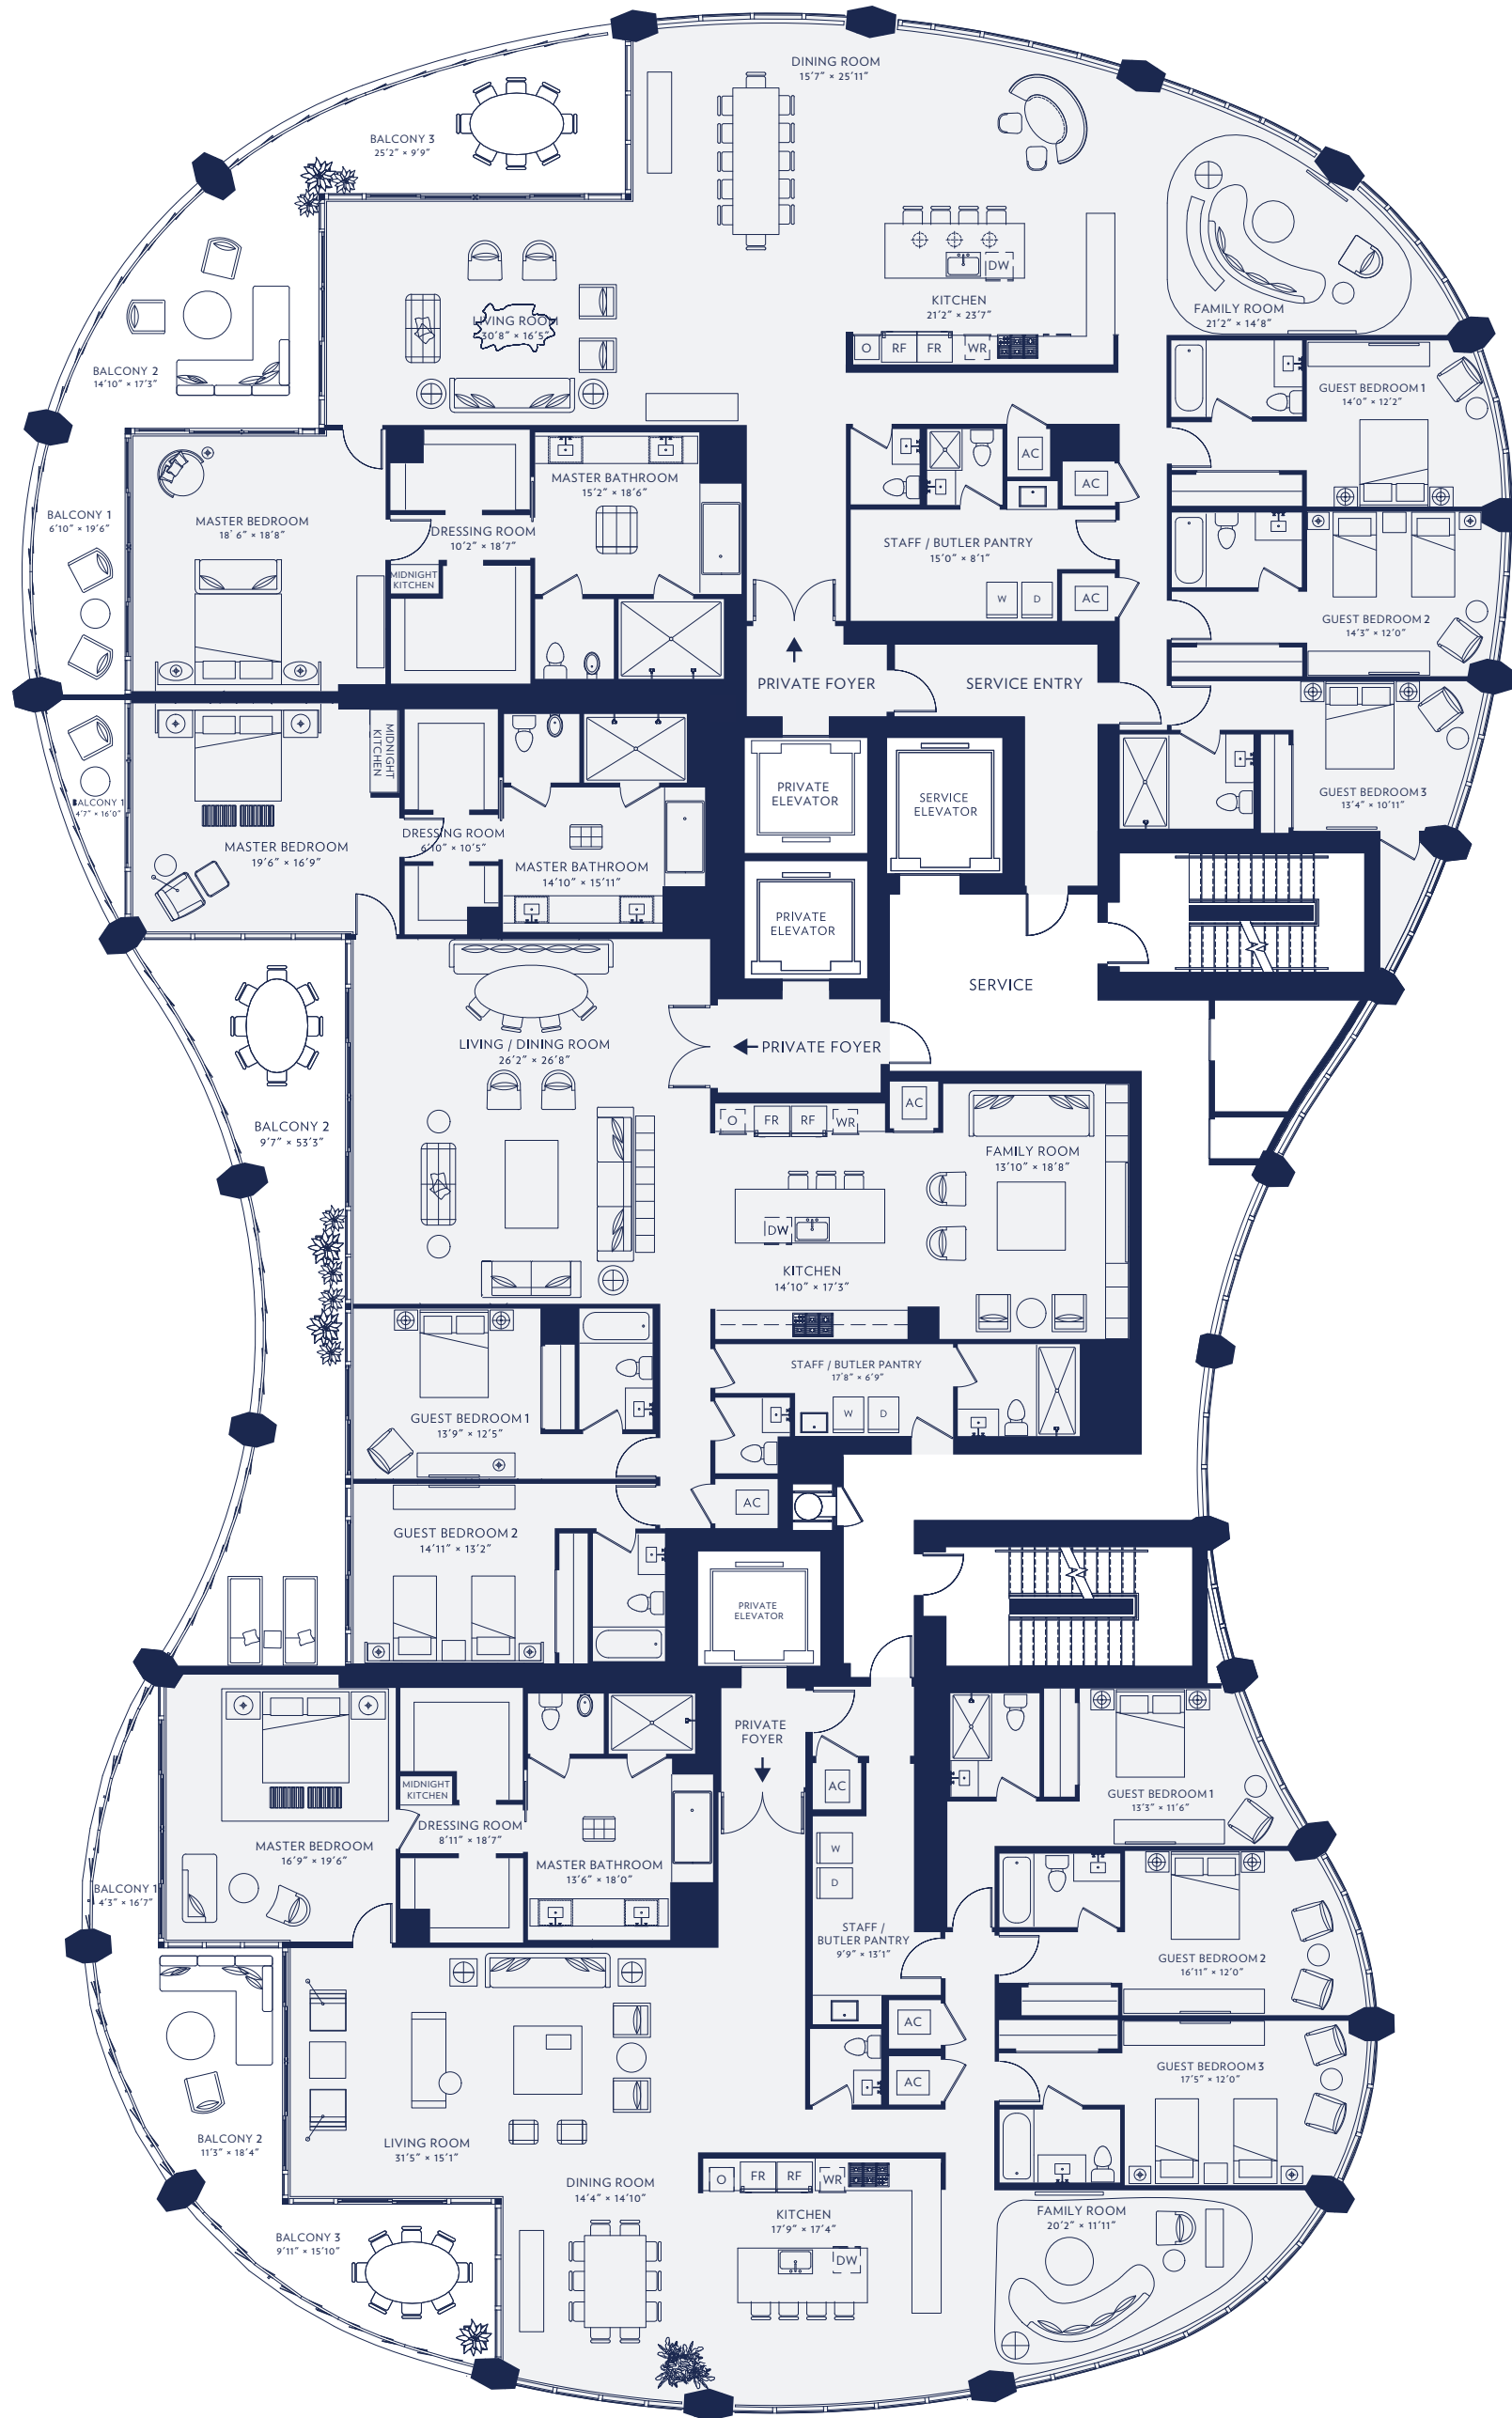 DINING ROOM
15'7" × 25'11"
BALCONY 3
25'2" × 9'9"
DW
KITCHEN
21'2" × 23'7"
FAMILY ROOM
21'2" × 14'8"
LIVING ROOM
30'8" × 16'5"
O
RF
FR
WR
BALCONY 2
14'10" × 17'3"
GUEST BEDROOM 1
14'0" × 12'2"
AC
MASTER BATHROOM
15'2" × 18'6"
AC
BALCONY 1
6'10" × 19'6"
MASTER BEDROOM
18' 6" × 18'8"
DRESSING ROOM
10'2" × 18'7"
STAFF / BUTLER PANTRY
15'0" × 8'1"
MIDNIGHT
KITCHEN
W
D
AC
GUEST BEDROOM 2
14'3" × 12'0"
PRIVATE FOYER
SERVICE ENTRY
MIDNIGHT
KITCHEN
PRIVATE
ELEVATOR
SERVICE
ELEVATOR
GUEST BEDROOM 3
13'4" × 10'11"
BALCONY 1
4'7" × 16'0"
DRESSING ROOM
6'10" × 10'5"
MASTER BEDROOM
19'6" × 16'9"
MASTER BATHROOM
14'10" × 15'11"
PRIVATE
ELEVATOR
SERVICE
LIVING / DINING ROOM
26'2" × 26'8"
PRIVATE FOYER
AC
O
FR
RF
WR
BALCONY 2
9'7" × 53'3"
FAMILY ROOM
13'10" × 18'8"
DW
KITCHEN
14'10" × 17'3"
STAFF / BUTLER PANTRY
17'8" × 6'9"
W
D
GUEST BEDROOM 1
13'9" × 12'5"
AC
GUEST BEDROOM 2
14'11" × 13'2"
PRIVATE
ELEVATOR
PRIVATE
FOYER
AC
MIDNIGHT
KITCHEN
GUEST BEDROOM 1
13'3" × 11'6"
DRESSING ROOM
8'11" × 18'7"
MASTER BEDROOM
16'9" × 19'6"
W
MASTER BATHROOM
13'6" × 18'0"
D
BALCONY 1
4'3" × 16'7"
STAFF /
BUTLER PANTRY
9'9" × 13'1"
GUEST BEDROOM 2
16'11" × 12'0"
AC
GUEST BEDROOM 3
17'5" × 12'0"
AC
BALCONY 2
11'3" × 18'4"
LIVING ROOM
31'5" × 15'1"
O
FR
RF
WR
DINING ROOM
14'4" × 14'10"
KITCHEN
17'9" × 17'4"
FAMILY ROOM
20'2" × 11'11"
BALCONY 3
9'11" × 15'10"
DW